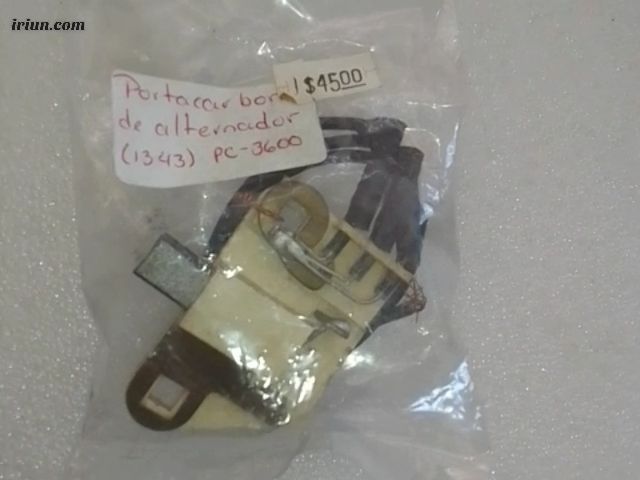 iriun.com
$4500
Portacarbon
de alternador
(1343) PC-3600